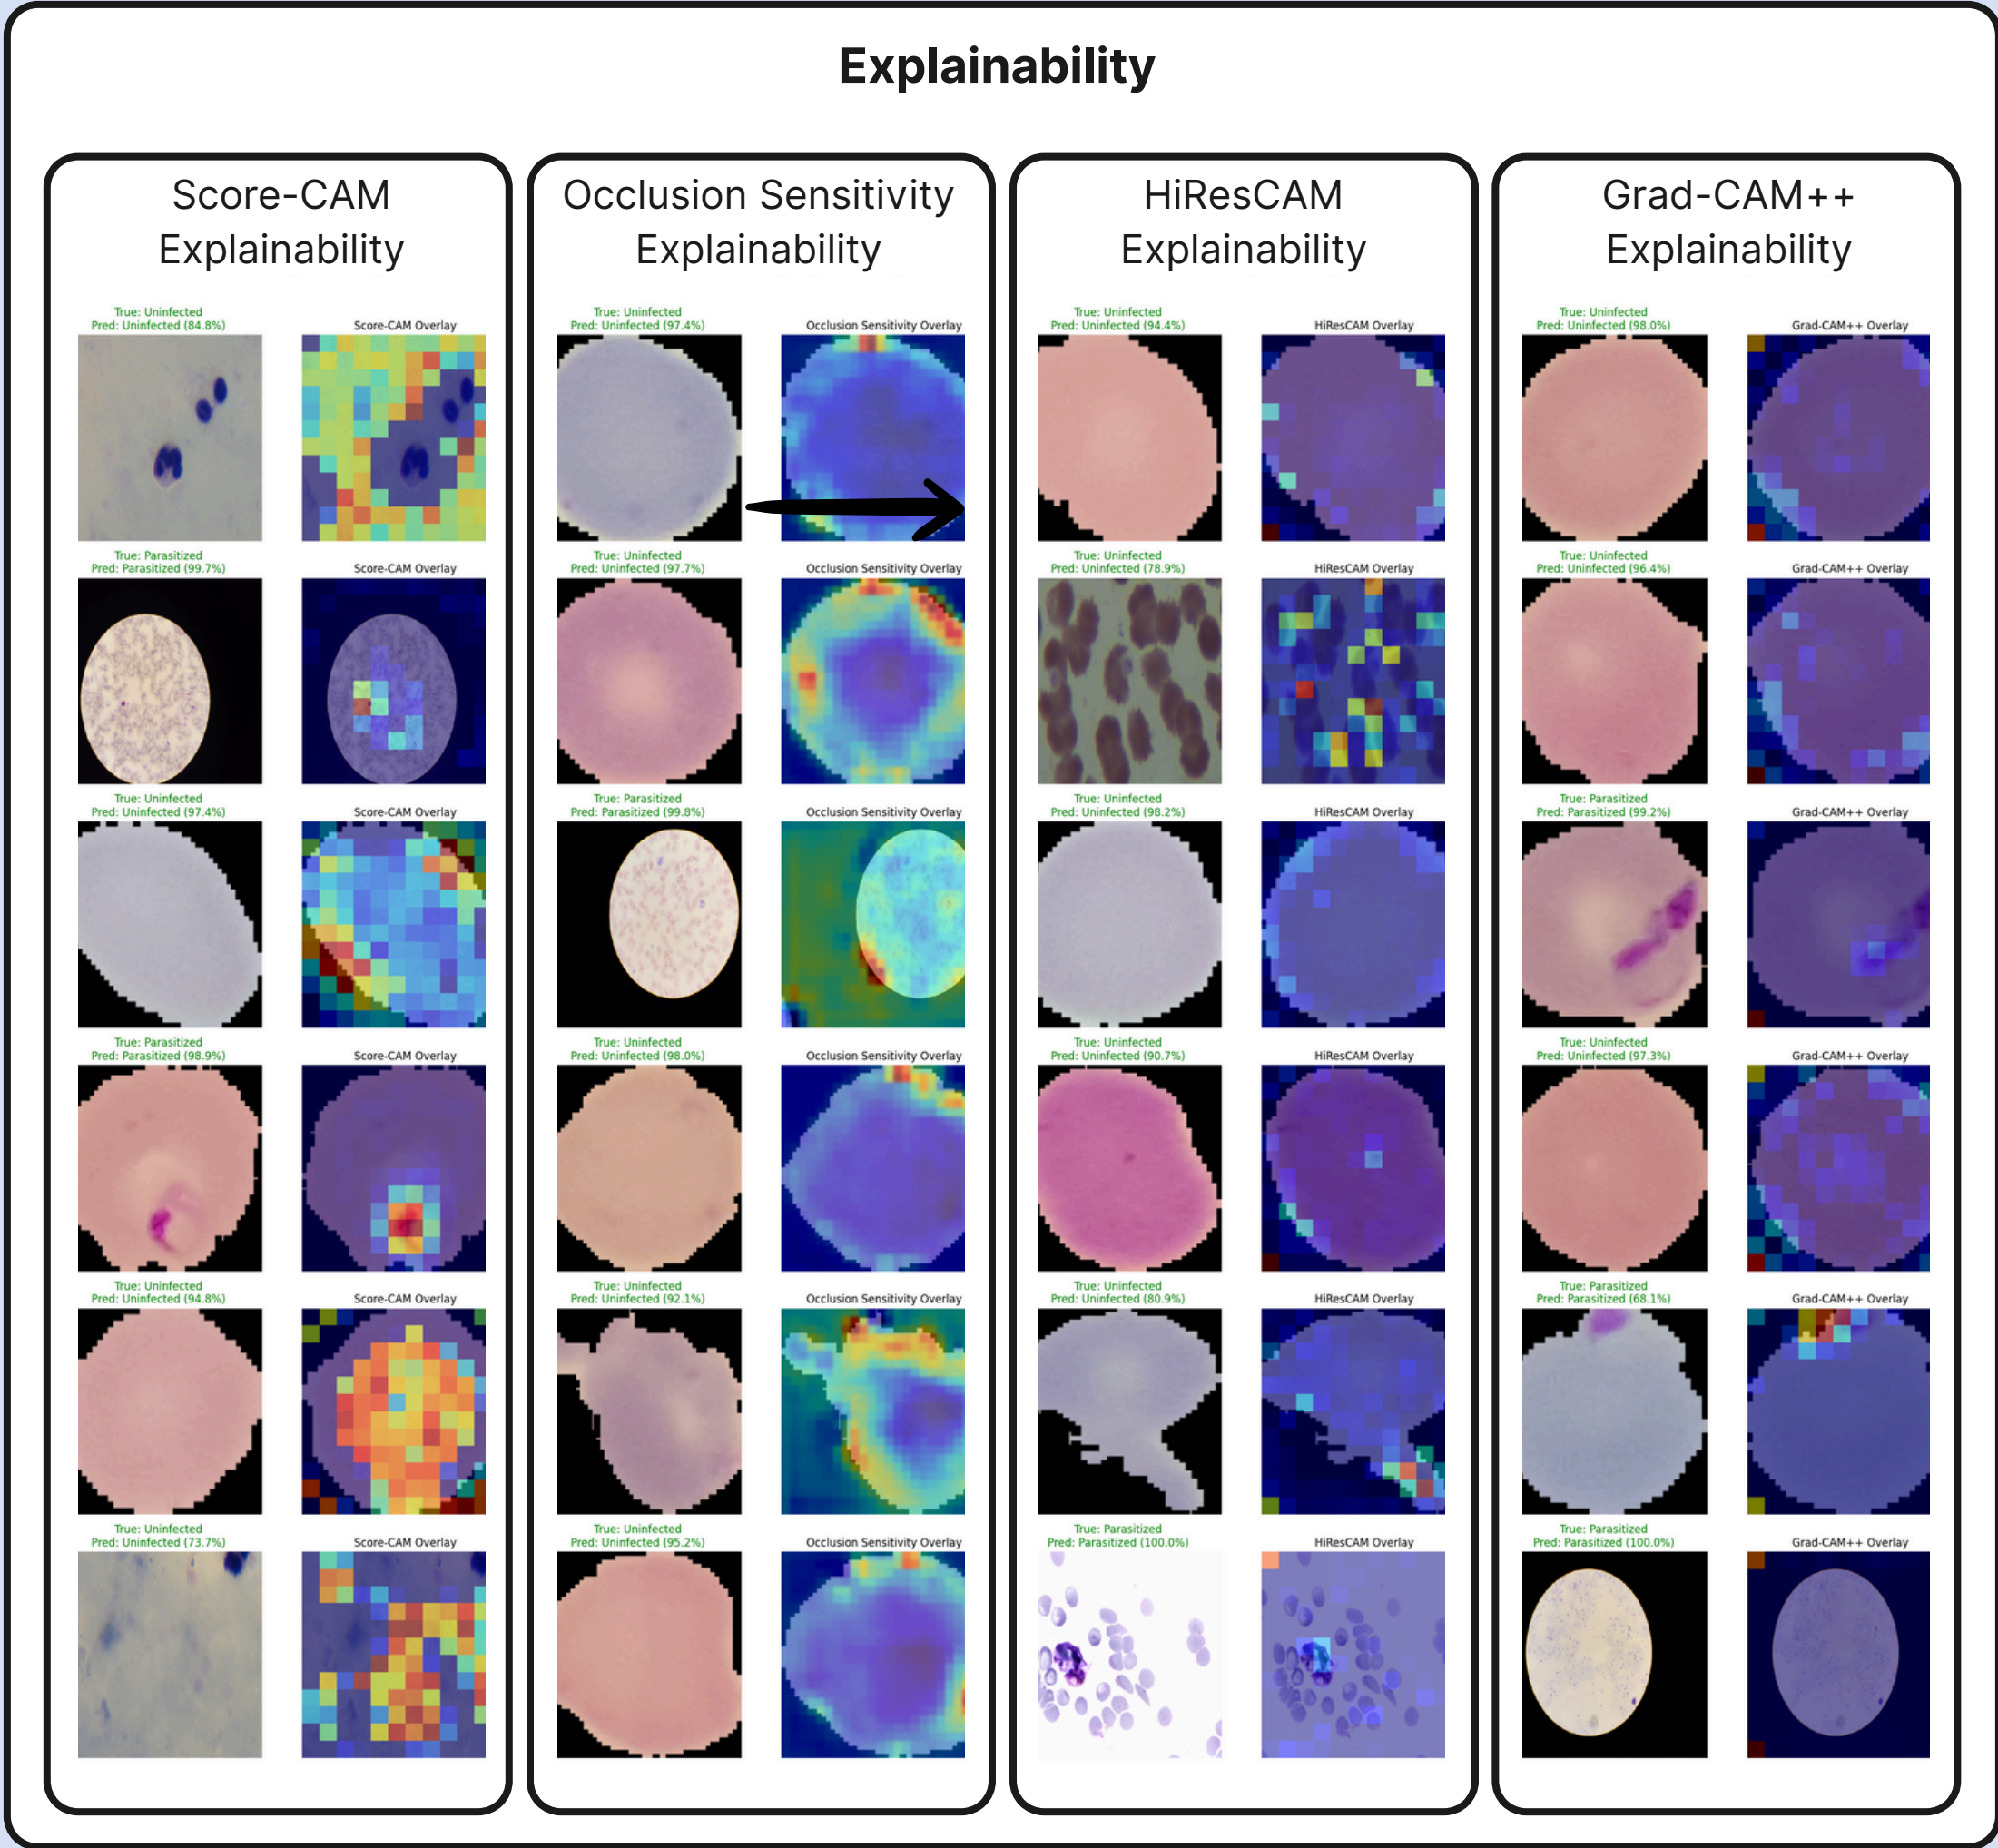 Explainability
Score-CAM
Explainability
True: Uninfected
Pred: Uninfected (84.8%)
Score-CAM Overlay
True: Parasitized
Pred: Parasitized (99.7%)
Score-CAM Overlay
True: Uninfected
Pred: Uninfected (97.4%)
Score-CAM Overlay
True: Parasitized
Pred: Parasitized (98.9%)
Score-CAM Overlay
True: Uninfected
Pred: Uninfected (94.8%)
Score-CAM Overlay
True: Uninfected
Pred: Uninfected (73.7%)
Score-CAM Overlay
Occlusion Sensitivity
Explainability
True: Uninfected
Pred: Uninfected (97.4%)
Occlusion Sensitivity Overlay
True: Uninfected
Pred: Uninfected (97.7%)
Occlusion Sensitivity Overlay
True: Parasitized
Pred: Parasitized (99.8%)
Occlusion Sensitivity Overlay
True: Uninfected
Pred: Uninfected (98.0%)
Occlusion Sensitivity Overlay
True: Uninfected
Pred: Uninfected (92.1%)
Occlusion Sensitivity Overlay
True: Uninfected
Pred: Uninfected (95.2%)
Occlusion Sensitivity Overlay
HiResCAM
Explainability
True: Uninfected
Pred: Uninfected (94.4%)
HiResCAM Overlay
True: Uninfected
Pred: Uninfected (78.9%)
HiResCAM Overlay
True: Uninfected
Pred: Uninfected (98.2%)
HiResCAM Overlay
True: Uninfected
Pred: Uninfected (90.7%)
HiResCAM Overlay
True: Uninfected
Pred: Uninfected (80.9%)
HiResCAM Overlay
True: Parasitized
Pred: Parasitized (100.0%)
HiResCAM Overlay
Grad-CAM++
Explainability
True: Uninfected
Pred: Uninfected (98.0%)
Grad-CAM++ Overlay
True: Uninfected
Pred: Uninfected (96.4%)
Grad-CAM++ Overlay
True: Parasitized
Pred: Parasitized (99.2%)
Grad-CAM++ Overlay
True: Uninfected
Pred: Uninfected (97.3%)
Grad-CAM++ Overlay
True: Parasitized
Pred: Parasitized (68.1%)
Grad-CAM++ Overlay
True: Parasitized
Pred: Parasitized (100.0%)
Grad-CAM++ Overlay